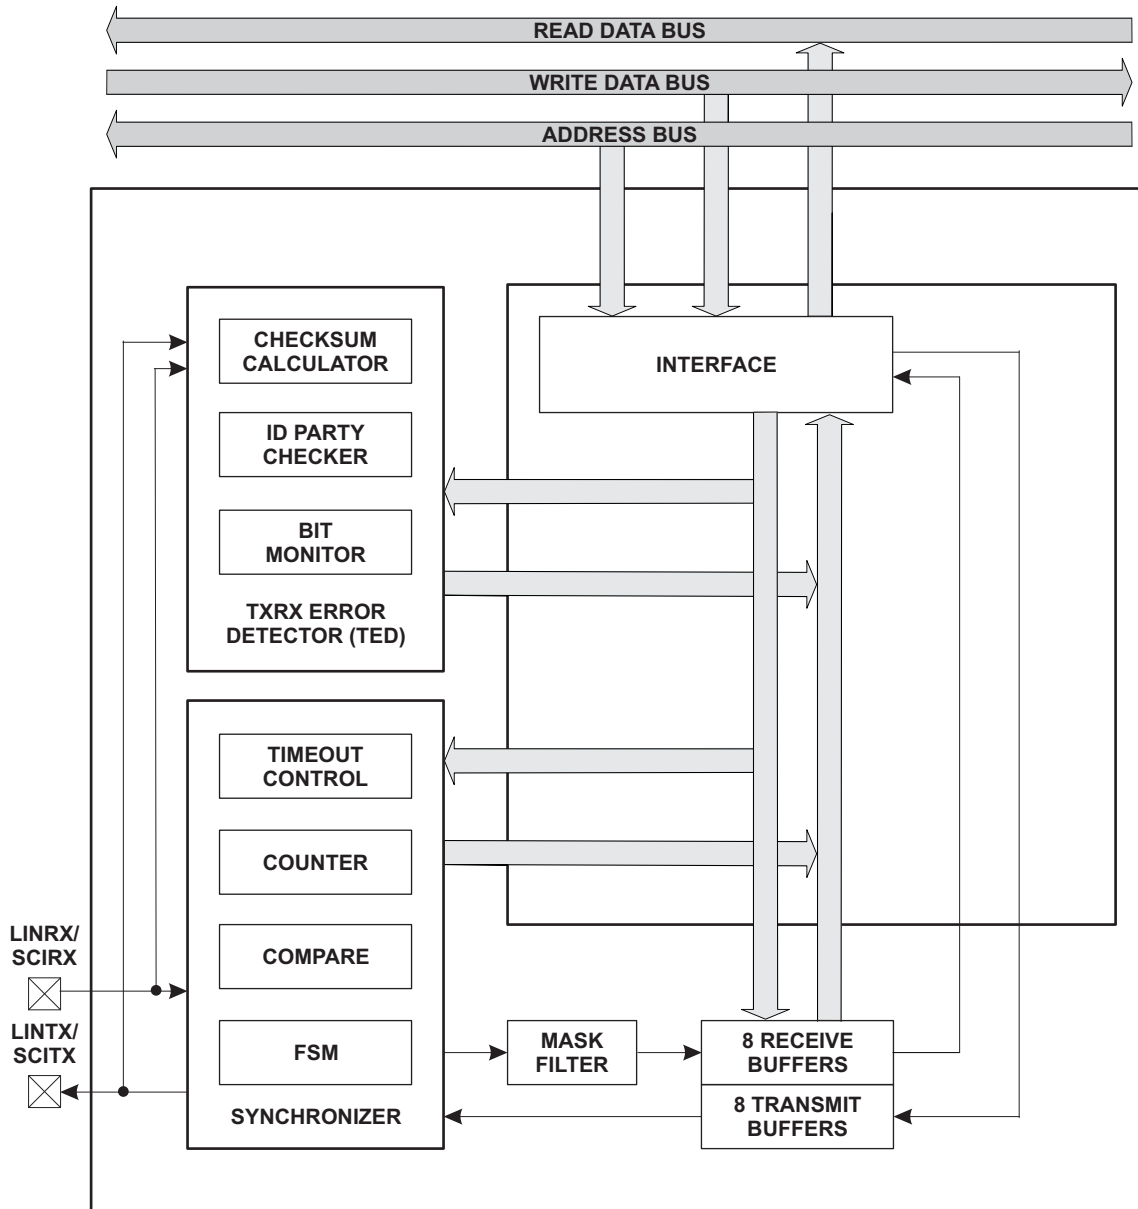 READ DATA BUS
WRITE DATA BUS
ADDRESS BUS
CHECKSUM
CALCULATOR
INTERFACE
ID PARTY
CHECKER
BIT
MONITOR
TXRX ERROR
DETECTOR (TED)
TIMEOUT
CONTROL
COUNTER
COMPARE
LINRX/
SCIRX
LINTX/
SCITX
FSM
SYNCHRONIZER
MASK
FILTER
8 RECEIVE
BUFFERS
8 TRANSMIT
BUFFERS